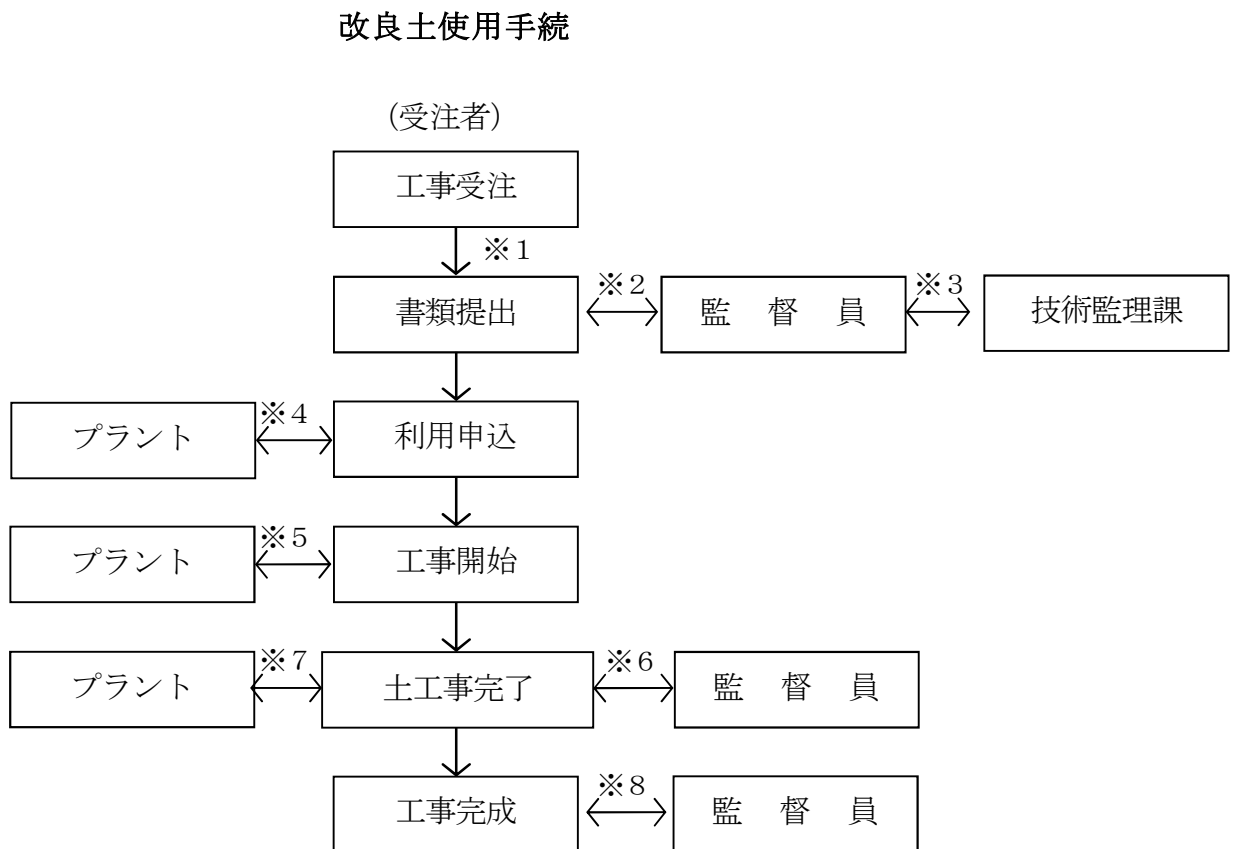 改良土使用手続
(受注者)
工事受注
※1
書類提出
※2
監 督 員
※3
技術監理課
プラント
※4
利用申込
プラント
※5
工事開始
プラント
※7
土工事完了
※6
監 督 員
工事完成
※8
監 督 員